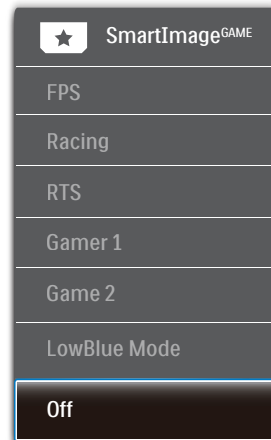 SmartImageGAME
FPS
Racing
RTS
Gamer 1
Game 2
LowBlue Mode
Off